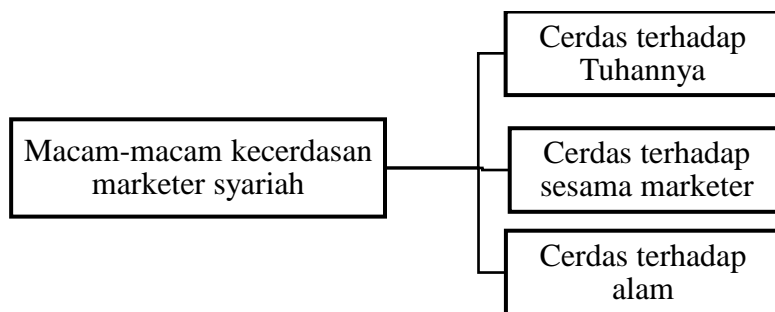 Cerdas terhadap
Tuhannya
Macam-macam kecerdasan
marketer syariah
Cerdas terhadap
sesama marketer
Cerdas terhadap
alam